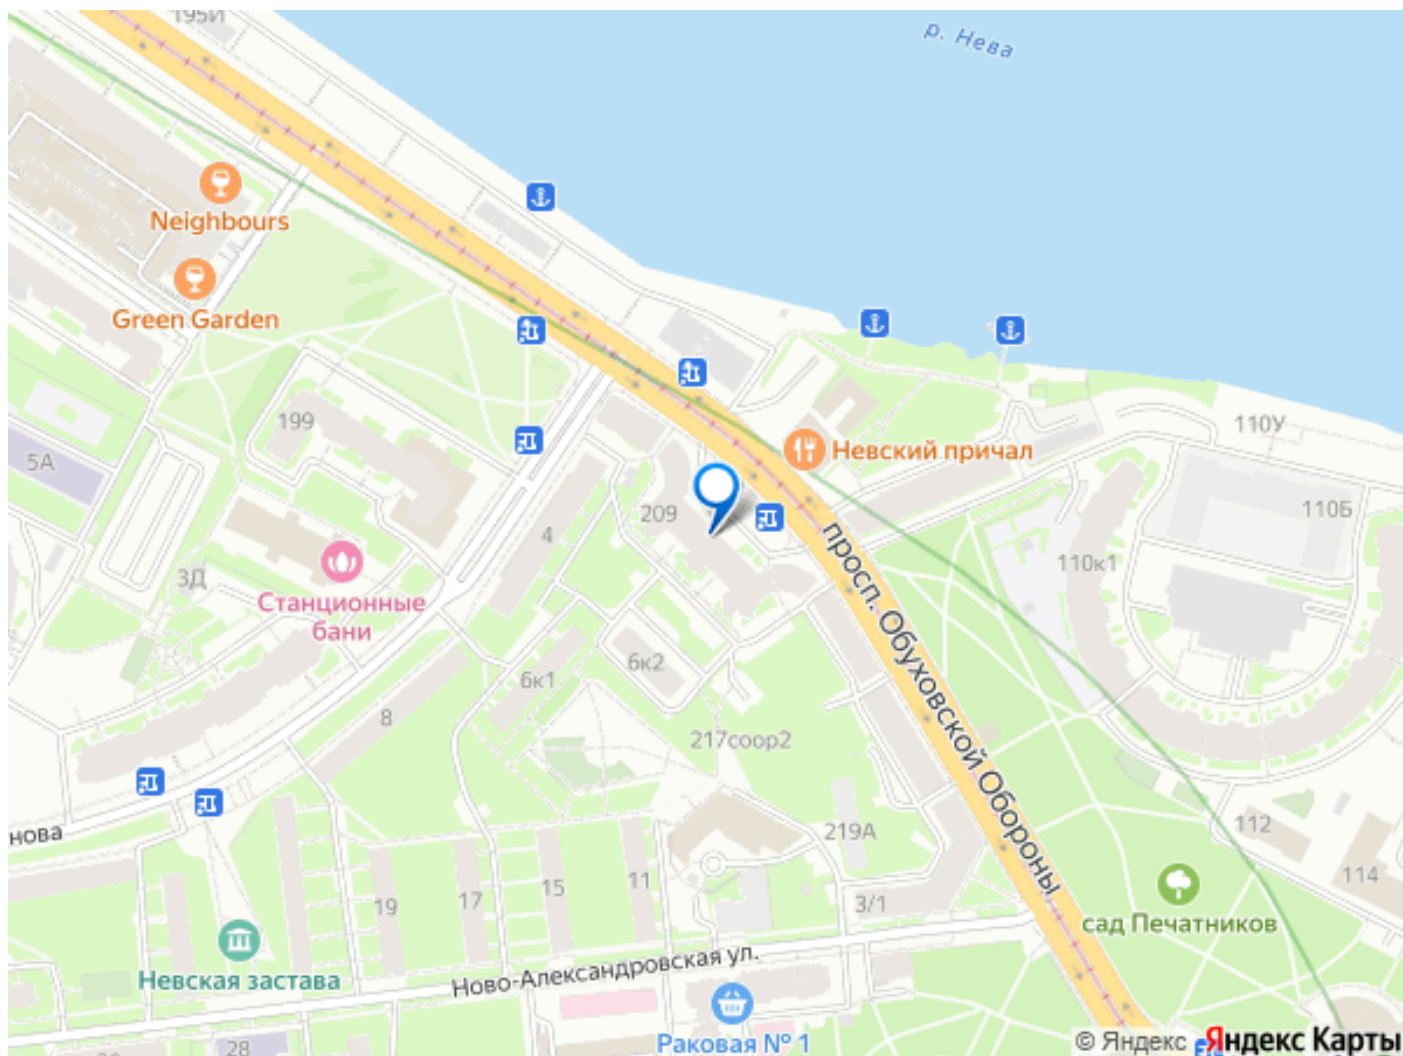 195И
р. Нева
Neighbours
Green Garden
199
5А
110У
Невский причал
209
110Б
4
110к1
3Д
Станционные
бани
просп. Обуховской Обороны
6к2
6к1
8
217соор2
219А
112
нова
15
11
114
17
19
3/1
сад Печатников
Невская застава
Ново-Александровская ул.
28
Раковая № 1
© Яндекс Яндекс Карты